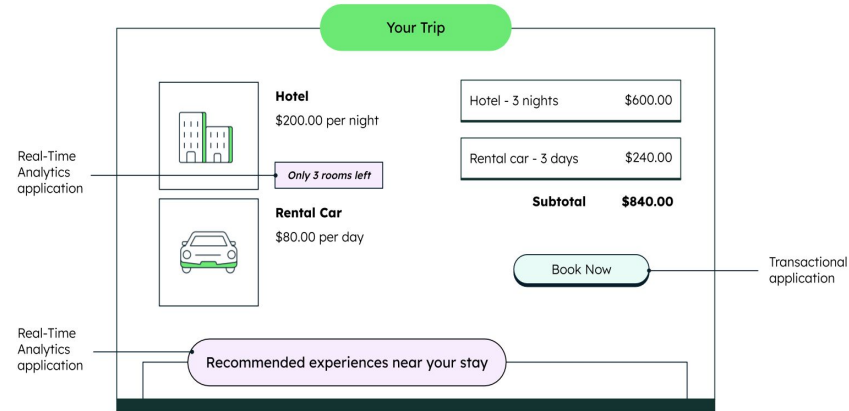 Your Trip
Hotel
$200.00 per night
Only 3 rooms left
Rental Car
$80.00 per day
Hotel - 3 nights $600.00
Rental car - 3 days $240.00
Subtotal $840.00
Book Now
Real-Time
Analytics
application
Transactional
application
Real-Time
Analytics
application
Recommended experiences near your stay